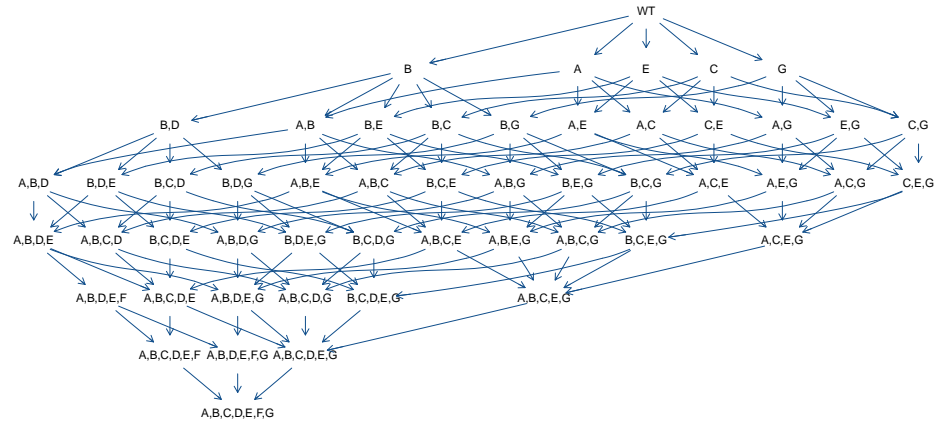 WT
B A E C G
B,D A,B B,E B,C B,G A,E A,C C,E A,G E,G C,G
A,B,D B,D,E B,C,D B,D,G A,B,E A,B,C B,C,E A,B,G B,E,G B,C,G A,C,E A,E,G A,C,G C,E,G
A,B,D,E A,B,C,D B,C,D,E A,B,D,G B,D,E,G B,C,D,G A,B,C,E A,B,E,G A,B,C,G B,C,E,G A,C,E,G
A,B,D,E,F A,B,C,D,E A,B,D,E,G A,B,C,D,G B,C,D,E,G A,B,C,E,G
A,B,C,D,E,F A,B,D,E,F,G A,B,C,D,E,G
A,B,C,D,E,F,G